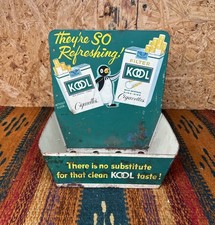 They're SO
Refreshing!
KOOL
Cigarettes
FILTER
KOOL
Cigarettes
There is no substitute
for that clean KOOL taste!